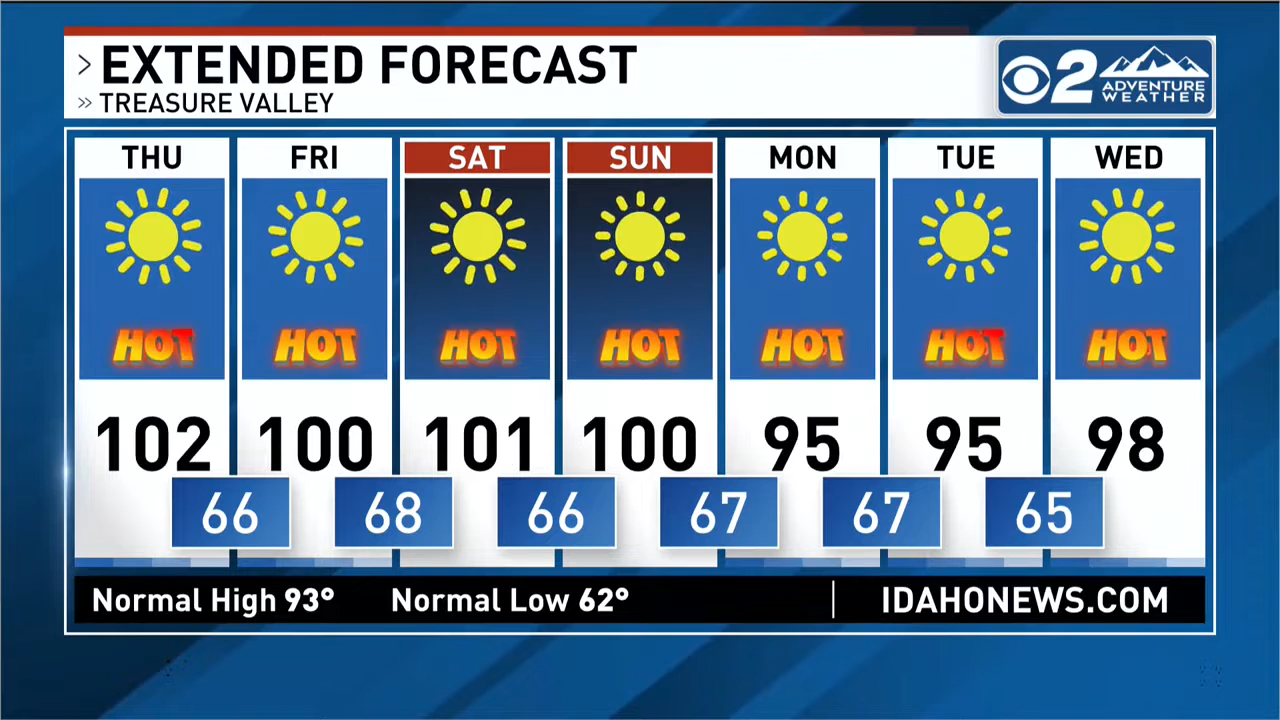 > EXTENDED FORECAST
» TREASURE VALLEY
2 ADVENTURE
WEATHER
THU FRI SAT SUN MON TUE WED
HOT HOT HOT HOT HOT HOT HOT
102 100 101 100 95 95 98
66 68 66 67 67 65
Normal High 93° Normal Low 62° IDAHONEWS.COM